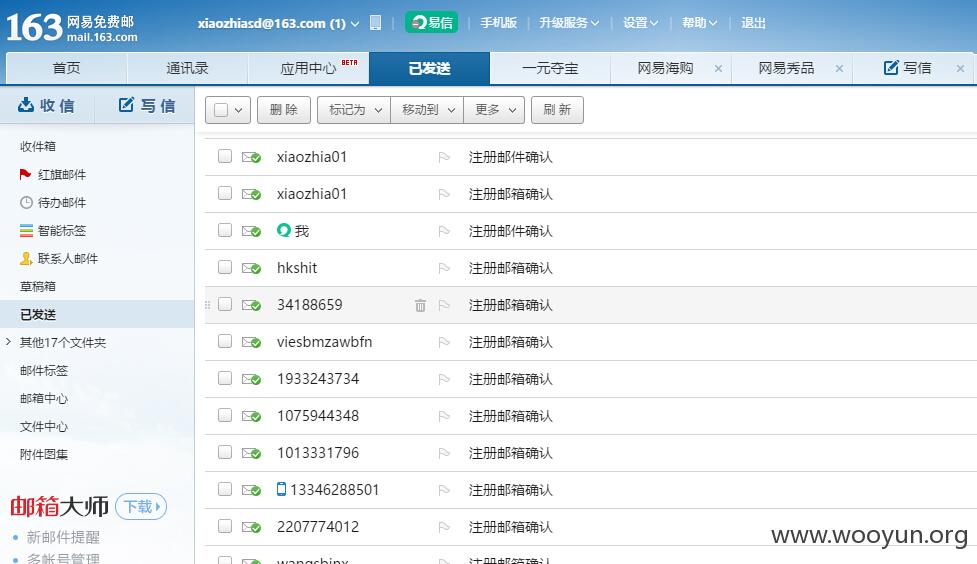 163 网易免费邮
mail.163.com
xiaozhiasd@163.com (1)
易信 | 手机版 | 升级服务 | 设置 | 帮助 | 退出
首页 通讯录 应用中心 BETA 已发送 一元夺宝 网易海购 × 网易秀品 × 写信 ×
收信 写信
删除 标记为 移动到 更多 刷新
收件箱
红旗邮件
待办邮件
智能标签
联系人邮件
草稿箱
已发送
其他17个文件夹
邮件标签
邮箱中心
文件中心
附件图集
邮箱大师 下载
新邮件提醒
多帐号管理
xiaozhia01 注册邮件确认
xiaozhia01 注册邮箱确认
我 注册邮件确认
hkshit 注册邮箱确认
34188659 注册邮箱确认
viesbmzawbfn 注册邮箱确认
1933243734 注册邮箱确认
1075944348 注册邮箱确认
1013331796 注册邮箱确认
13346288501 注册邮箱确认
2207774012 注册邮箱确认
注册邮箱确认
www.wooyun.org